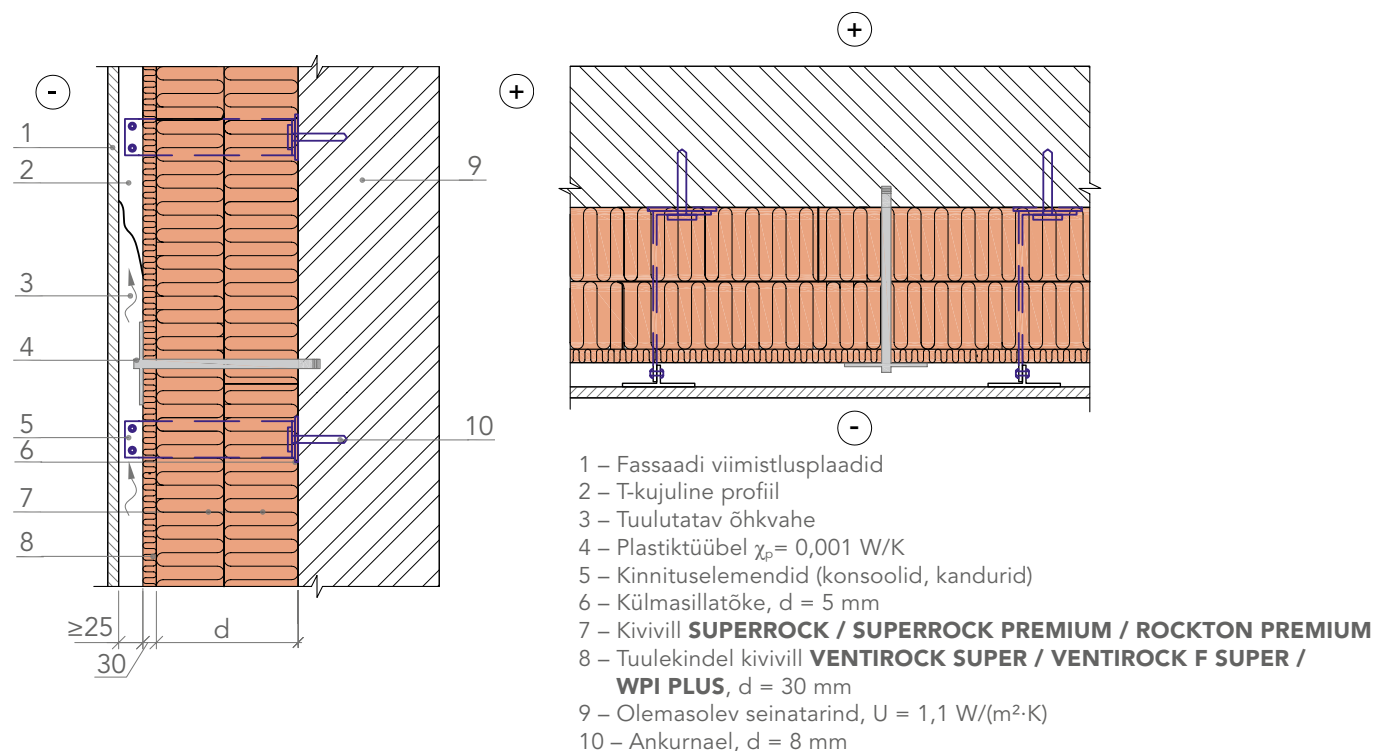 -
+
+
-
1
2
3
4
5
6
7
8
9
10
≥25
30
d
1 – Fassaadi viimistlusplaadid
2 – T-kujuline profiil
3 – Tuulutatav õhkvahe
4 – Plastiktüübel χp= 0,001 W/K
5 – Kinnituselemendid (konsoolid, kandurid)
6 – Külmasillatõke, d = 5 mm
7 – Kivivill SUPERROCK / SUPERROCK PREMIUM / ROCKTON PREMIUM
8 – Tuulekindel kivivill VENTIROCK SUPER / VENTIROCK F SUPER /
WPI PLUS, d = 30 mm
9 – Olemasolev seinatarind, U = 1,1 W/(m²·K)
10 – Ankurnael, d = 8 mm